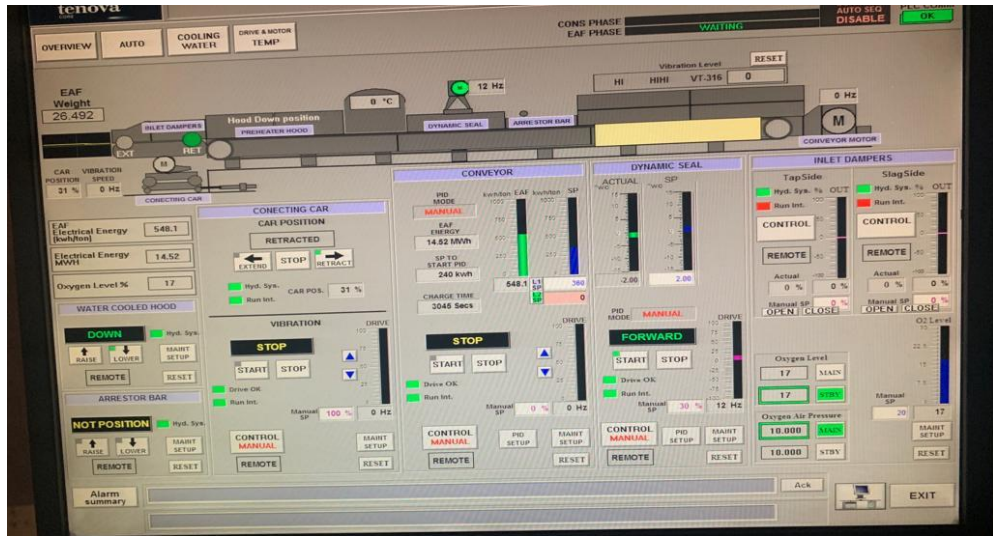 tenova
CORE
CONS PHASE
EAF PHASE
WAITING
AUTO SEQ
DISABLE
OK
OVERVIEW
AUTO
COOLING WATER
DRIVE & MOTOR TEMP
Vibration Level
RESET
HI HIHI VT-316 0
EAF
Weight
26.492
0 °C
12 Hz
0 Hz
M
Hood Down position
INLET DAMPERS
PREHEATER HOOD
DYNAMIC SEAL
ARRESTOR BAR
CONVEYOR MOTOR
EXT
RET
M
CAR POSITION
VIBRATION SPEED
31 %
0 Hz
CONECTING CAR
EAF
Electrical Energy
(kwh/ton)
548.1
Electrical Energy
MWH
14.52
Oxygen Level %
17
WATER COOLED HOOD
DOWN
Hyd. Sys.
RAISE
LOWER
MAINT SETUP
REMOTE
RESET
ARRESTOR BAR
NOT POSITION
Hyd. Sys.
RAISE
LOWER
MAINT SETUP
REMOTE
RESET
CONECTING CAR
CAR POSITION
RETRACTED
EXTEND
STOP
RETRACT
Hyd. Sys.
Run Int.
CAR POS. 31 %
VIBRATION
DRIVE
STOP
START
STOP
Drive OK
Run Int.
Manual SP
100 %
0 Hz
CONTROL
MANUAL
MAINT SETUP
REMOTE
RESET
CONVEYOR
PID MODE
MANUAL
kwh/ton EAF
kwh/ton SP
EAF
ENERGY
14.52 MWh
SP TO
START PID
240 kwh
548.1
L1 SP
360
L2 SP
0
CHARGE TIME
3045 Secs
DRIVE
STOP
START
STOP
Drive OK
Run Int.
Manual SP
0 %
0 Hz
CONTROL
MANUAL
PID SETUP
MAINT SETUP
REMOTE
RESET
DYNAMIC SEAL
ACTUAL
SP
-2.00
2.00
PID MODE
MANUAL
DRIVE
FORWARD
START
STOP
Drive OK
Run Int.
Manual SP
30 %
12 Hz
CONTROL
MANUAL
PID SETUP
MAINT SETUP
REMOTE
RESET
INLET DAMPERS
TapSide
Hyd. Sys. % OUT
Run Int.
CONTROL
REMOTE
Actual
0 %
0 %
Manual SP
0 %
OPEN
CLOSE
SlagSide
Hyd. Sys. % OUT
Run Int.
CONTROL
REMOTE
Actual
0 %
0 %
Manual SP
0 %
OPEN
CLOSE
O2 Level
Oxygen Level
17
MAIN
17
STBY
Oxygen Air Pressure
10.000
MAIN
10.000
STBY
Manual SP
20
17
MAINT SETUP
RESET
Alarm summary
Ack
EXIT